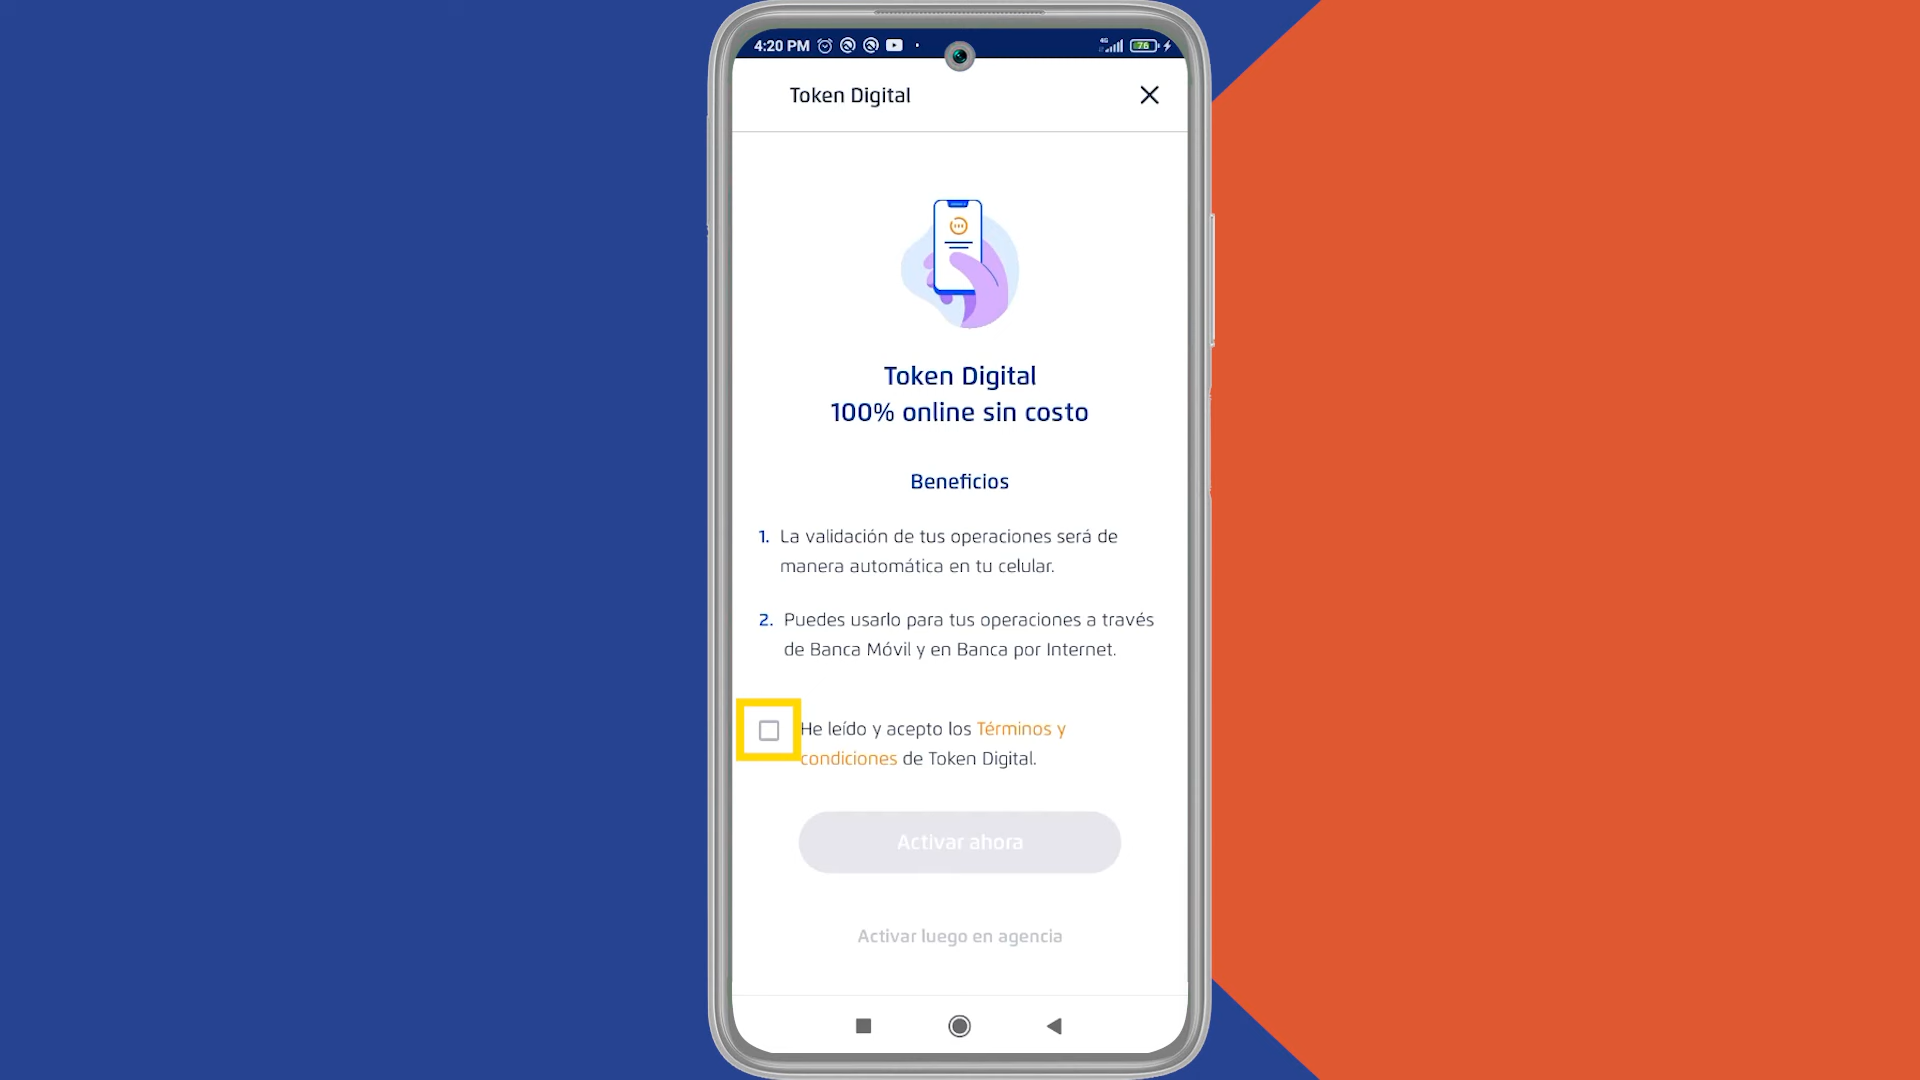 4:20 PM
4G
76
Token Digital
Token Digital
100% online sin costo
Beneficios
1. La validación de tus operaciones será de
manera automática en tu celular.
2. Puedes usarlo para tus operaciones a través
de Banca Móvil y en Banca por Internet.
He leído y acepto los Términos y
condiciones de Token Digital.
Activar ahora
Activar luego en agencia